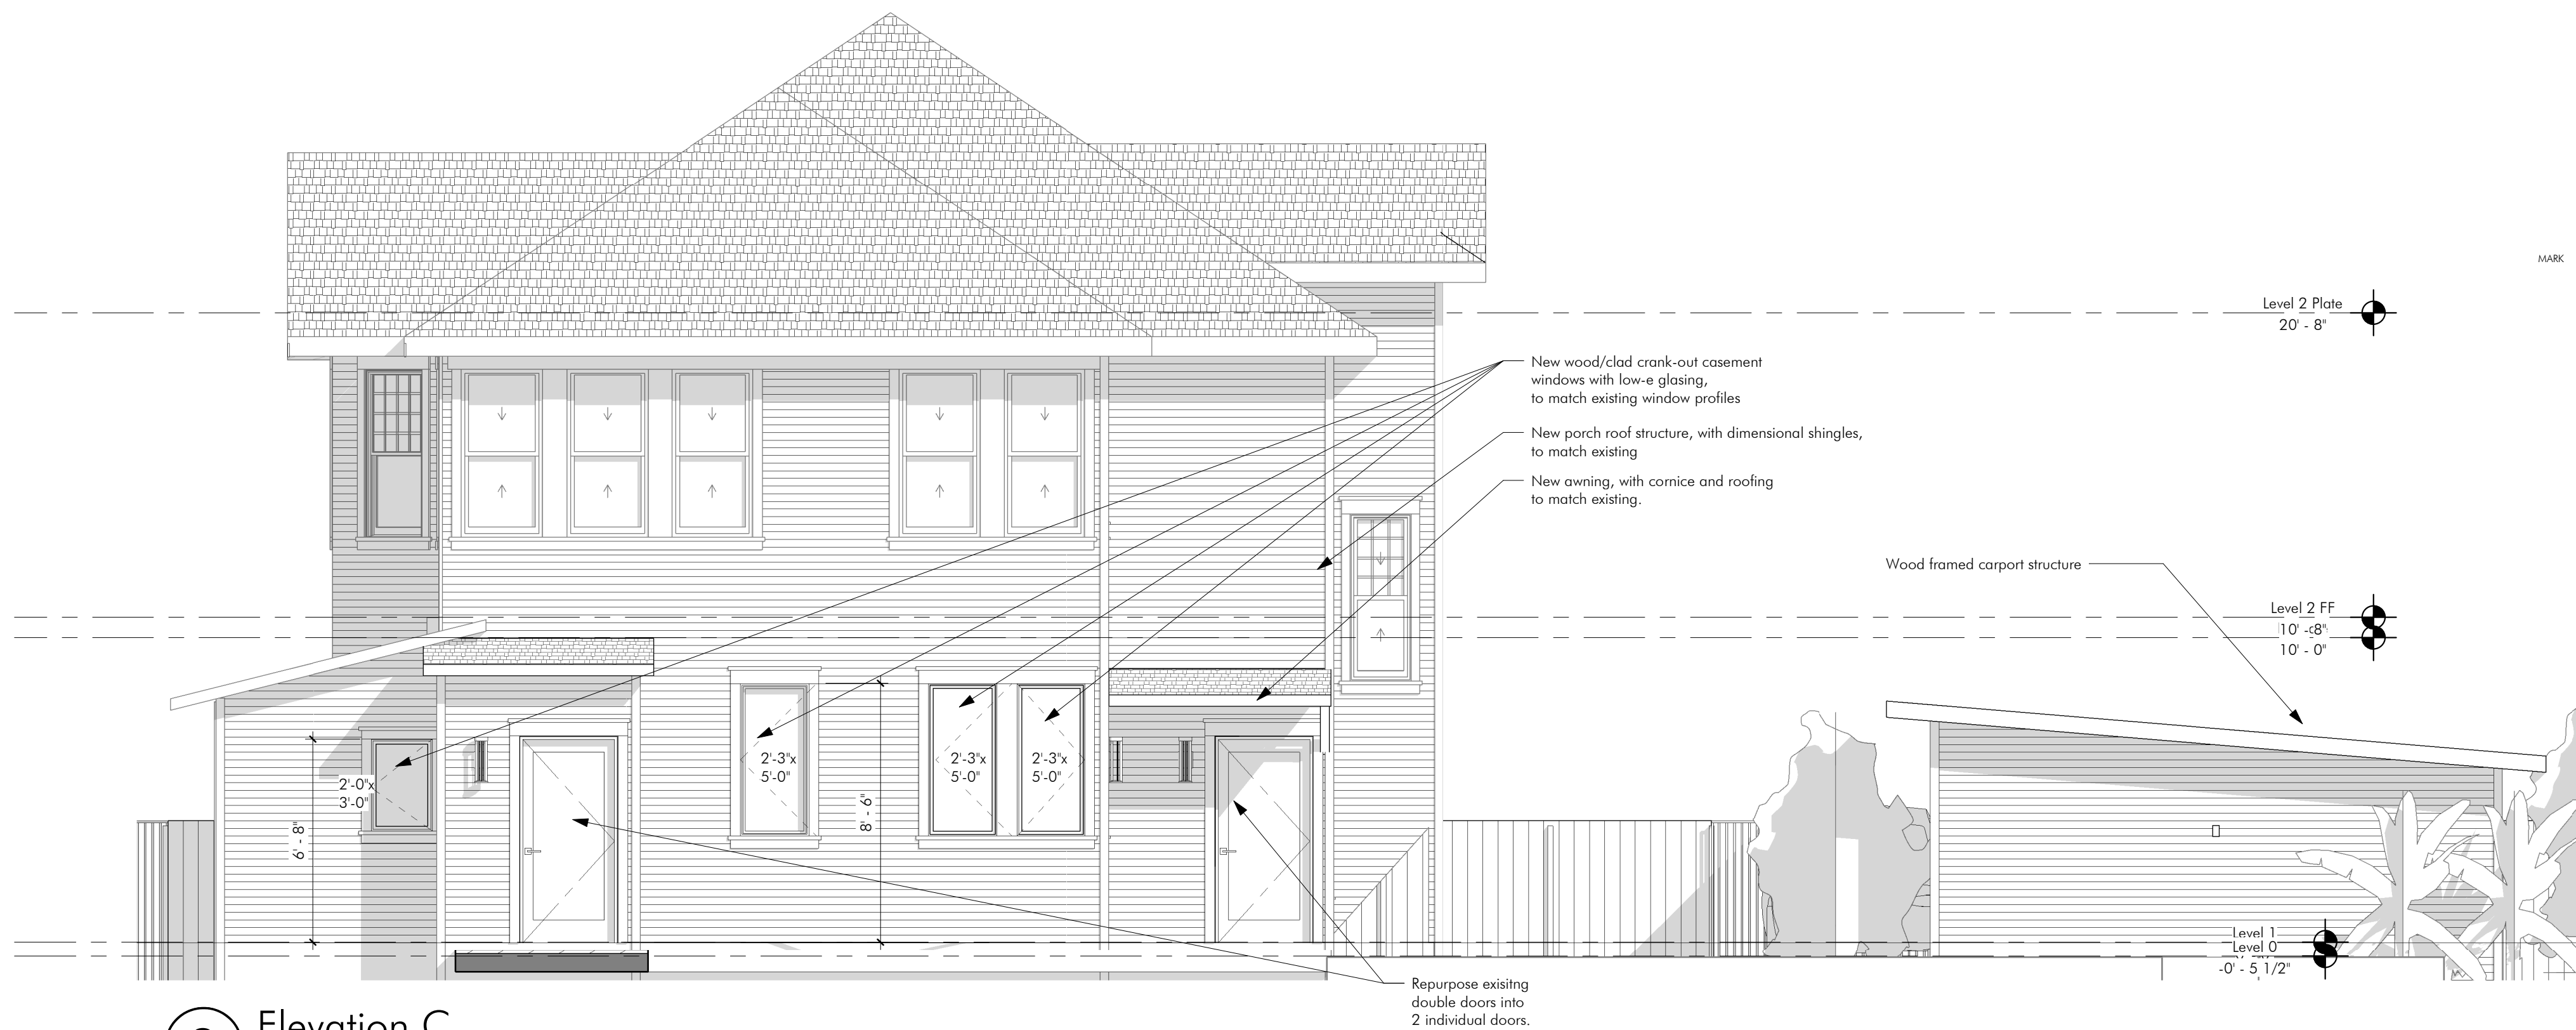 MARK
Level 2 Plate
20' - 8"
New wood/clad crank-out casement
windows with low-e glasing,
to match existing window profiles
New porch roof structure, with dimensional shingles,
to match existing
New awning, with cornice and roofing
to match existing.
Wood framed carport structure
Level 2 FF
10' - 8"
10' - 0"
2'-0"x
3'-0"
6' - 8"
2'-3"x
5'-0"
8' - 6"
2'-3"x
5'-0"
2'-3"x
5'-0"
Level 1
Level 0
-0' - 5 1/2"
Repurpose exisitng
double doors into
2 individual doors.
Elevation C